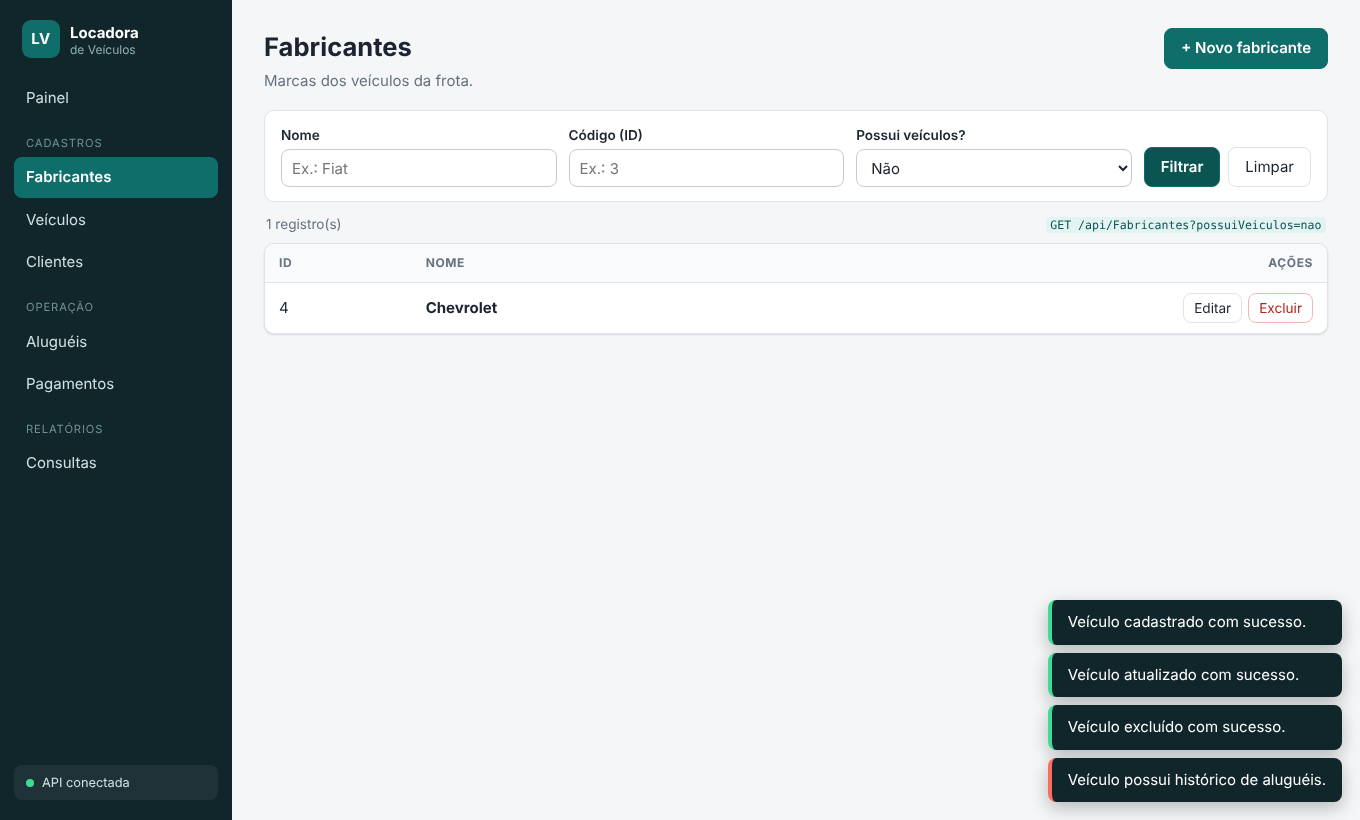 LV
Locadora
de Veículos
Painel
CADASTROS
Fabricantes
Veículos
Clientes
OPERAÇÃO
Aluguéis
Pagamentos
RELATÓRIOS
Consultas
API conectada
Fabricantes
Marcas dos veículos da frota.
+ Novo fabricante
Nome
Ex.: Fiat
Código (ID)
Ex.: 3
Possui veículos?
Não
Filtrar
Limpar
1 registro(s)
GET /api/Fabricantes?possuiVeiculos=nao
ID NOME AÇÕES
4 Chevrolet Editar Excluir
Veículo cadastrado com sucesso.
Veículo atualizado com sucesso.
Veículo excluído com sucesso.
Veículo possui histórico de aluguéis.